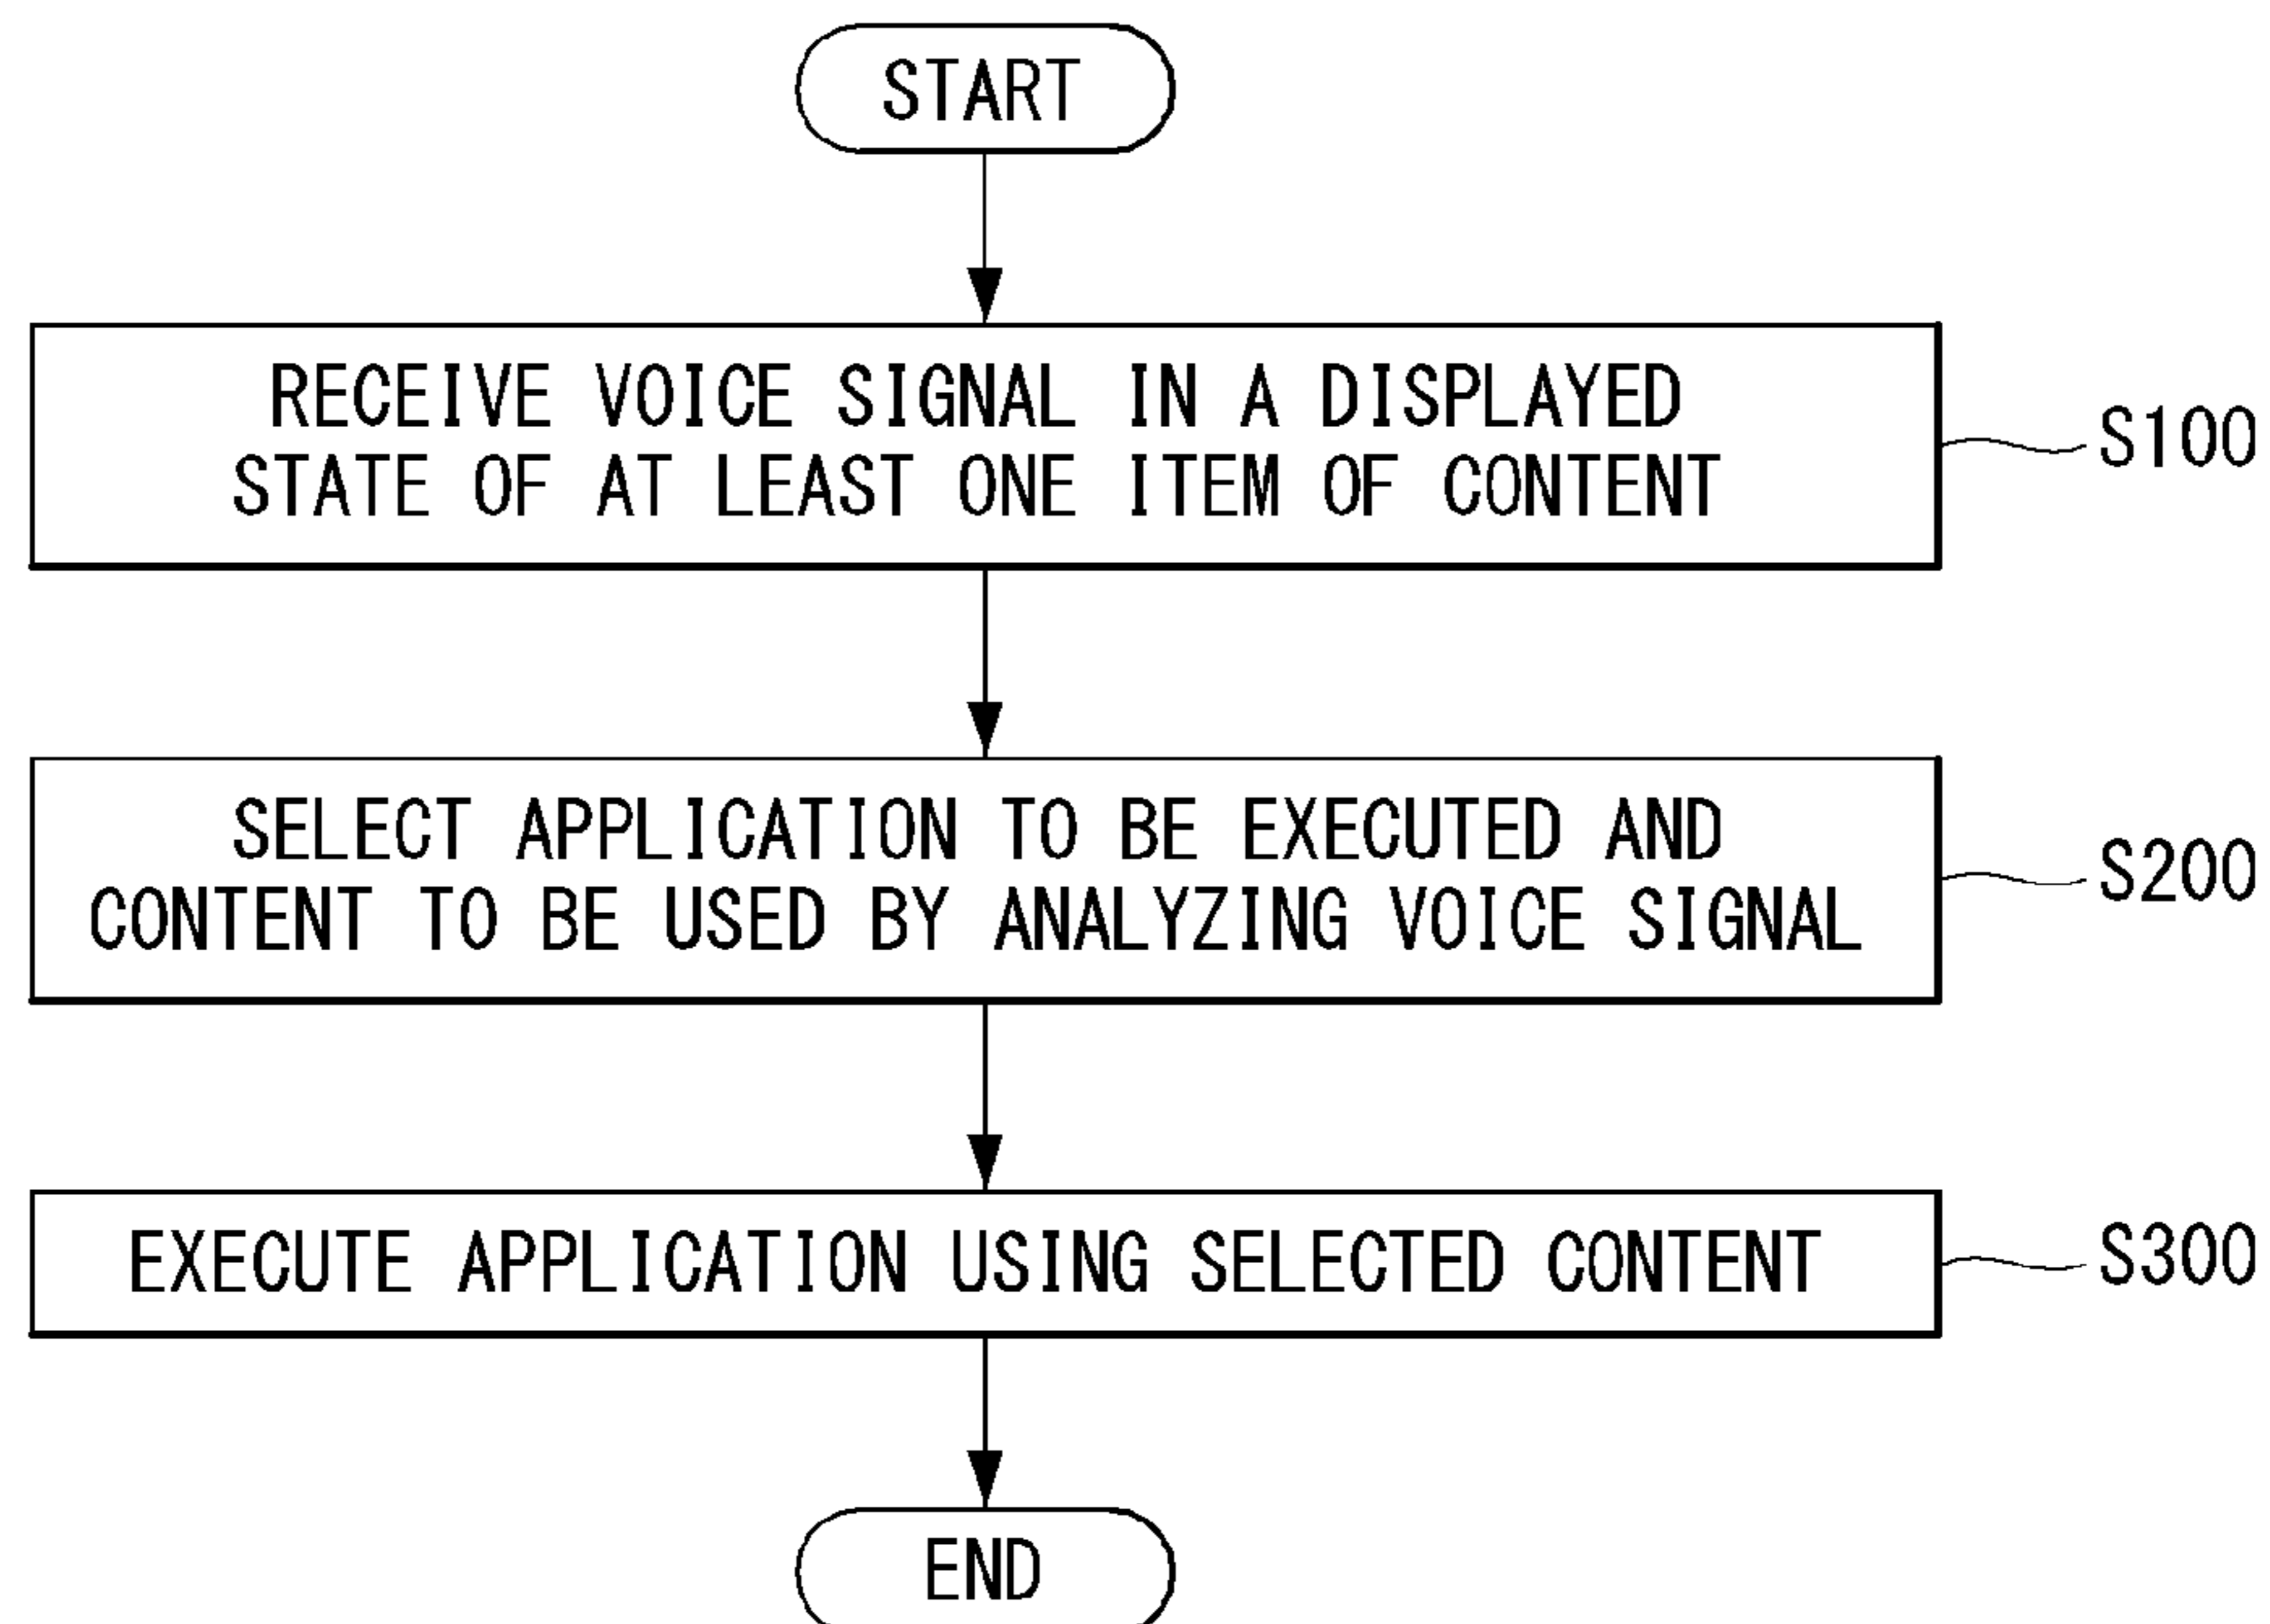 START
RECEIVE VOICE SIGNAL IN A DISPLAYED
STATE OF AT LEAST ONE ITEM OF CONTENT
S100
SELECT APPLICATION TO BE EXECUTED AND
CONTENT TO BE USED BY ANALYZING VOICE SIGNAL
S200
EXECUTE APPLICATION USING SELECTED CONTENT
S300
END